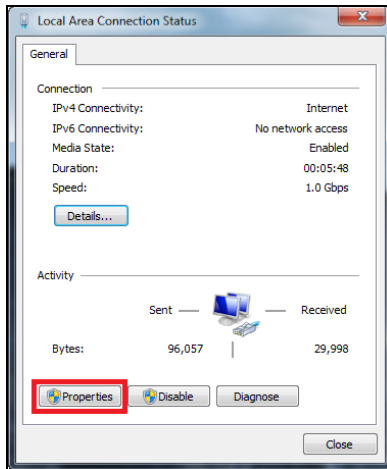 Local Area Connection Status
General
Connection
IPv4 Connectivity: Internet
IPv6 Connectivity: No network access
Media State: Enabled
Duration: 00:05:48
Speed: 1.0 Gbps
Details...
Activity
Sent Received
Bytes: 96,057 29,998
Properties Disable Diagnose
Close